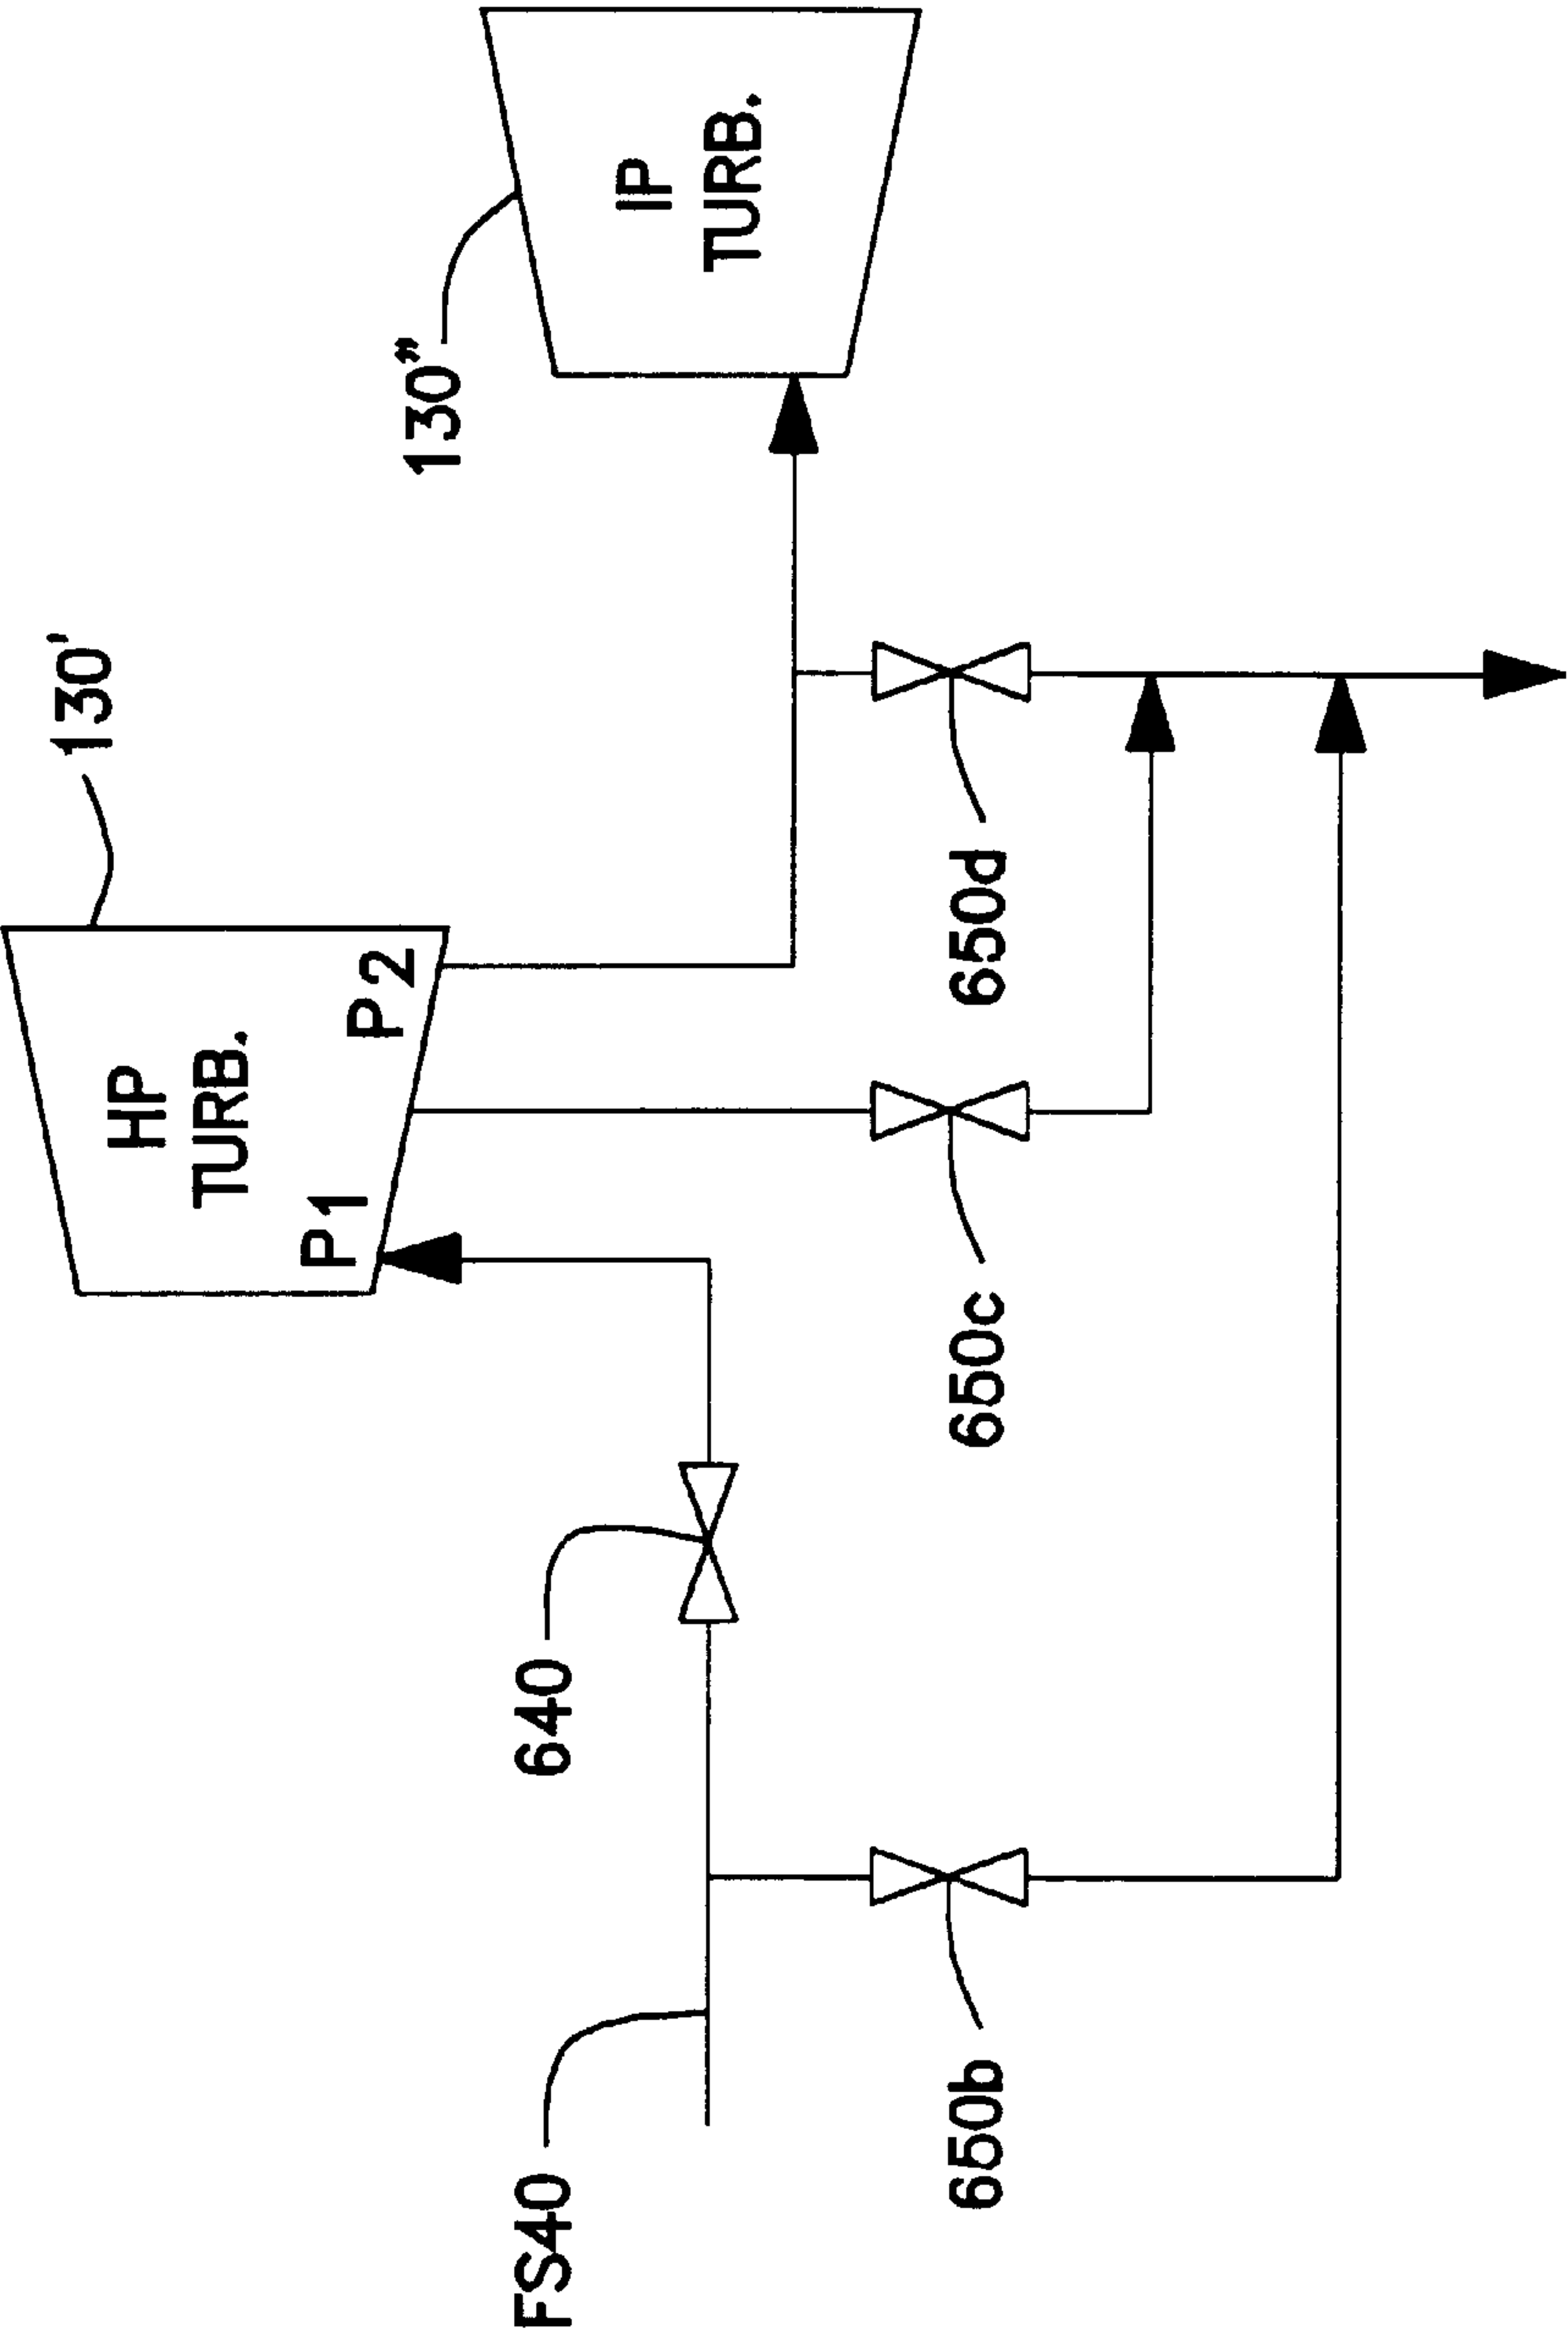 130'
HP
TURB.
P1
P2
130"
IP
TURB.
FS40
640
650b
650c
650d